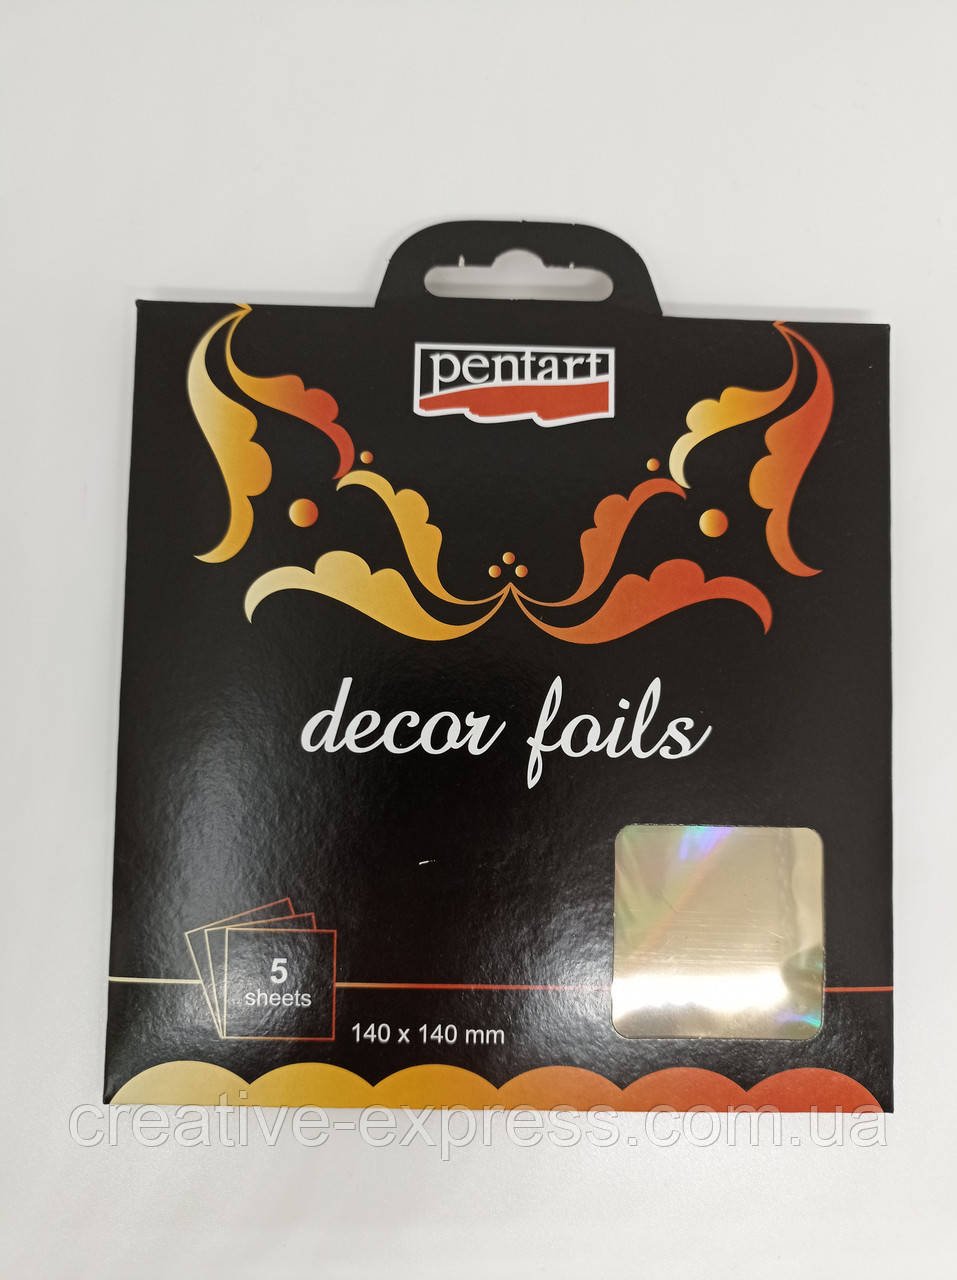 pentart
decor foils
5
sheets
140 x 140 mm
creative-express.com.ua